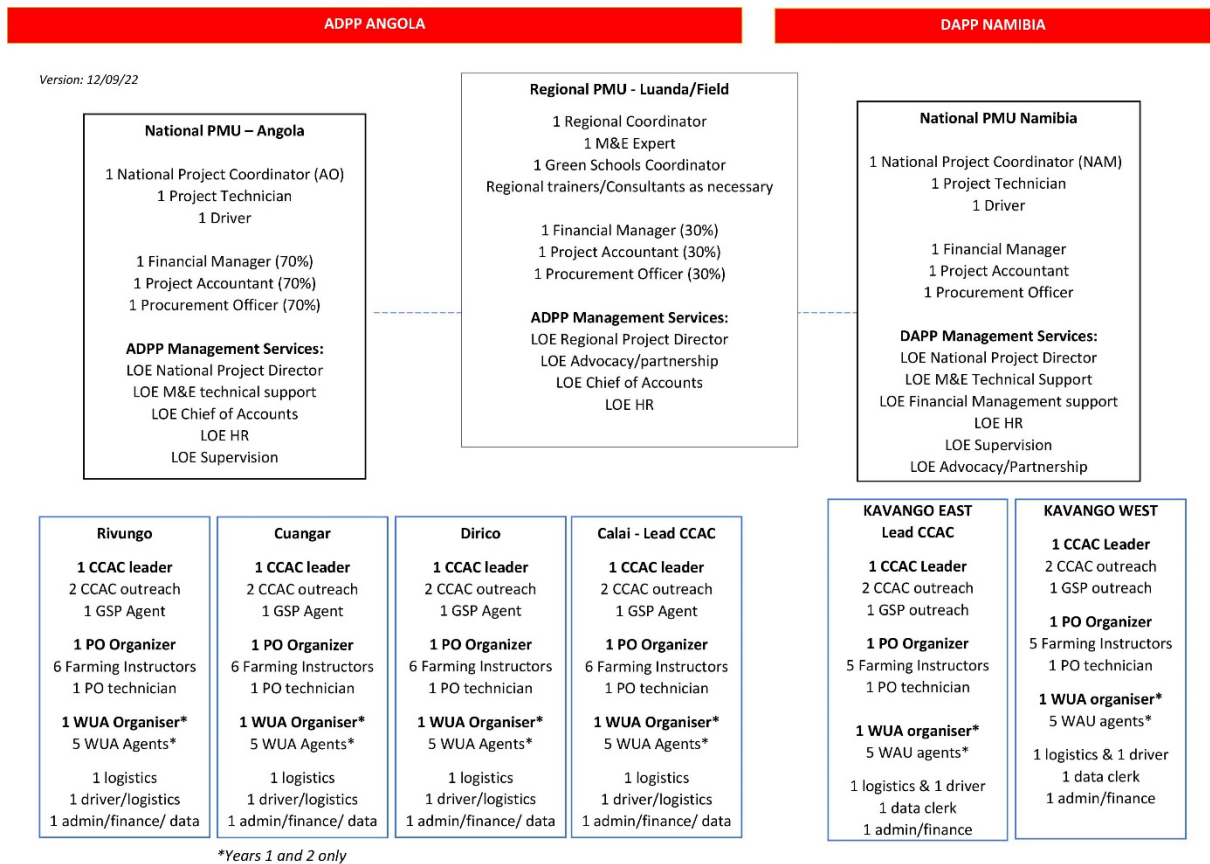 ADPP ANGOLA
DAPP NAMIBIA
Version: 12/09/22
National PMU – Angola
1 National Project Coordinator (AO)
1 Project Technician
1 Driver
1 Financial Manager (70%)
1 Project Accountant (70%)
1 Procurement Officer (70%)
ADPP Management Services:
LOE National Project Director
LOE M&E technical support
LOE Chief of Accounts
LOE HR
LOE Supervision
Regional PMU - Luanda/Field
1 Regional Coordinator
1 M&E Expert
1 Green Schools Coordinator
Regional trainers/Consultants as necessary
1 Financial Manager (30%)
1 Project Accountant (30%)
1 Procurement Officer (30%)
ADPP Management Services:
LOE Regional Project Director
LOE Advocacy/partnership
LOE Chief of Accounts
LOE HR
National PMU Namibia
1 National Project Coordinator (NAM)
1 Project Technician
1 Driver
1 Financial Manager
1 Project Accountant
1 Procurement Officer
DAPP Management Services:
LOE National Project Director
LOE M&E Technical Support
LOE Financial Management support
LOE HR
LOE Supervision
LOE Advocacy/Partnership
Rivungo
1 CCAC leader
2 CCAC outreach
1 GSP Agent
1 PO Organizer
6 Farming Instructors
1 PO technician
1 WUA Organiser*
5 WUA Agents*
1 logistics
1 driver/logistics
1 admin/finance/ data
Cuangar
1 CCAC leader
2 CCAC outreach
1 GSP Agent
1 PO Organizer
6 Farming Instructors
1 PO technician
1 WUA Organiser*
5 WUA Agents*
1 logistics
1 driver/logistics
1 admin/finance/ data
Dirico
1 CCAC leader
2 CCAC outreach
1 GSP Agent
1 PO Organizer
6 Farming Instructors
1 PO technician
1 WUA Organiser*
5 WUA Agents*
1 logistics
1 driver/logistics
1 admin/finance/ data
Calai - Lead CCAC
1 CCAC leader
2 CCAC outreach
1 GSP Agent
1 PO Organizer
6 Farming Instructors
1 PO technician
1 WUA Organiser*
5 WUA Agents*
1 logistics
1 driver/logistics
1 admin/finance/ data
KAVANGO EAST
Lead CCAC
1 CCAC Leader
2 CCAC outreach
1 GSP outreach
1 PO Organizer
5 Farming Instructors
1 PO technician
1 WUA organiser*
5 WAU agents*
1 logistics & 1 driver
1 data clerk
1 admin/finance
KAVANGO WEST
1 CCAC Leader
2 CCAC outreach
1 GSP outreach
1 PO Organizer
5 Farming Instructors
1 PO technician
1 WUA organiser*
5 WAU agents*
1 logistics & 1 driver
1 data clerk
1 admin/finance
*Years 1 and 2 only